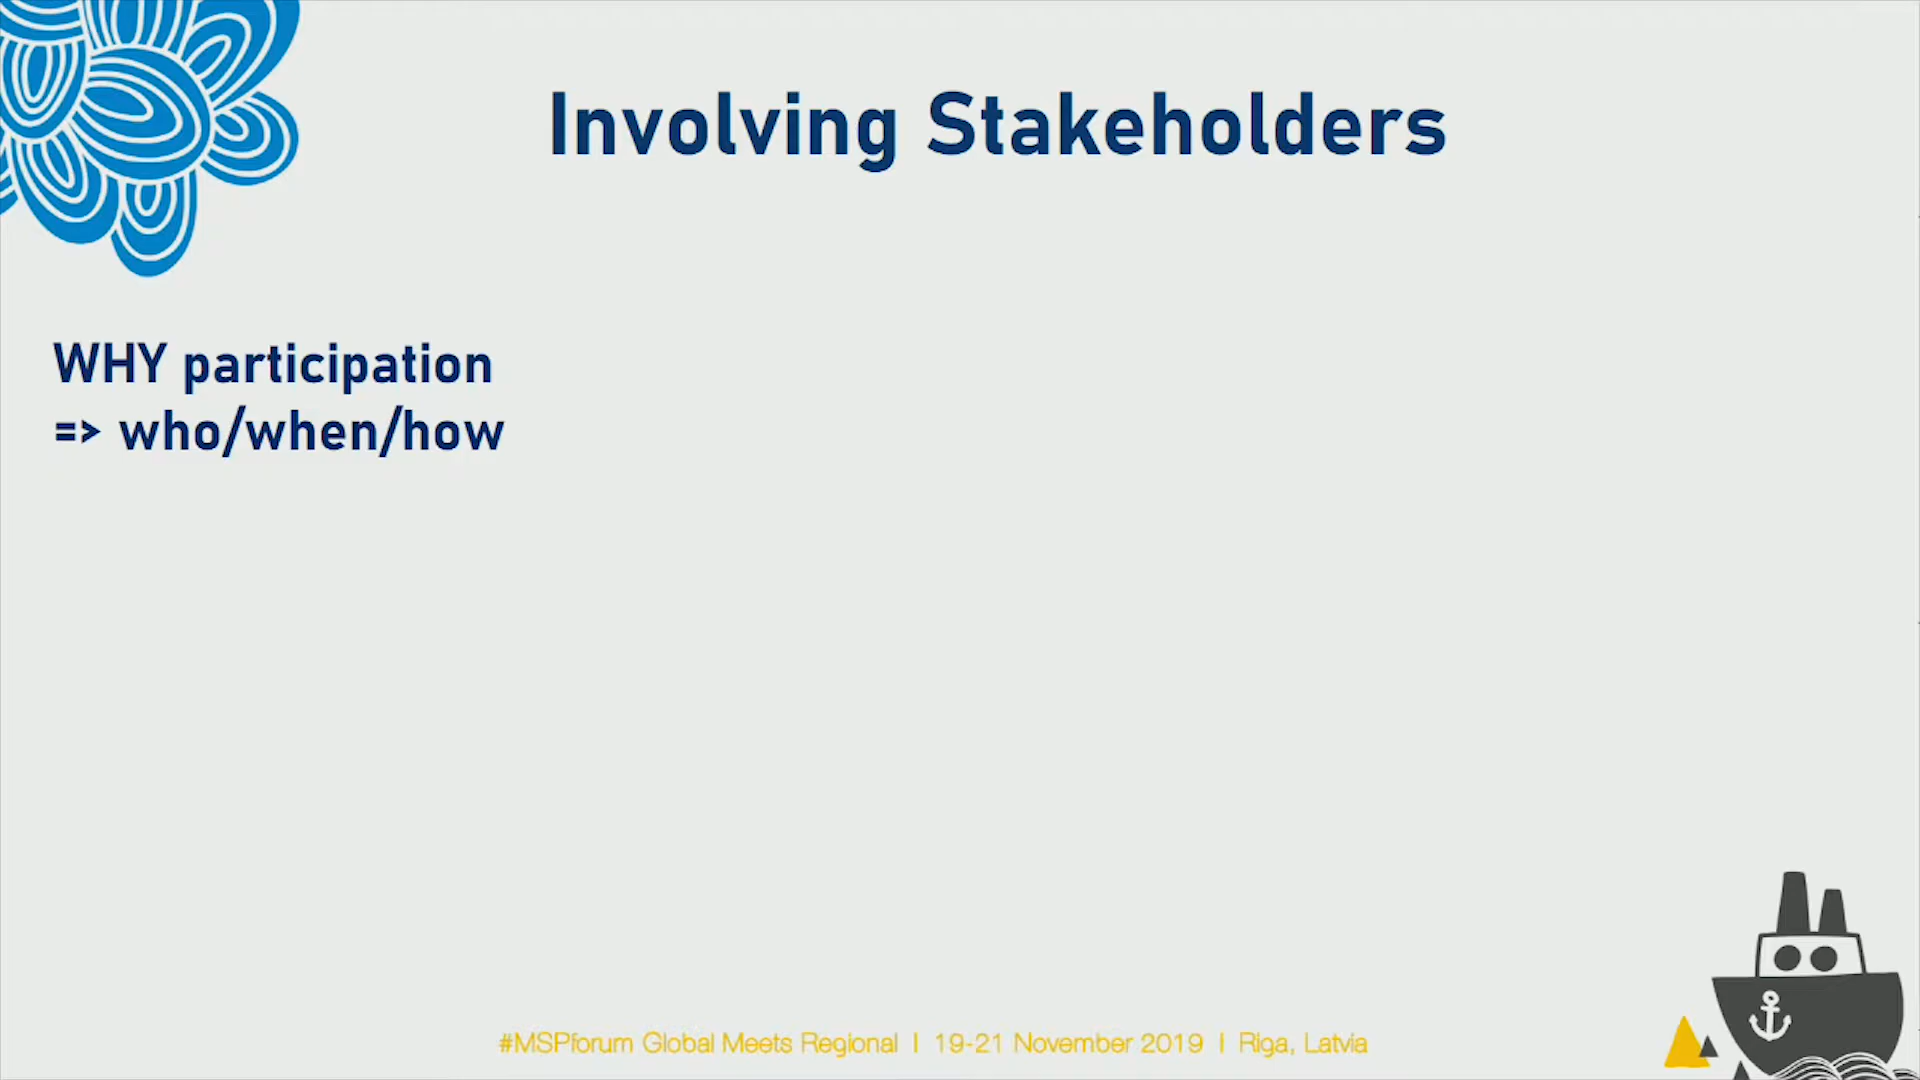 Involving Stakeholders
WHY participation
=> who/when/how
#MSPforum Global Meets Regional I 19-21 November 2019 I Riga, Latvia